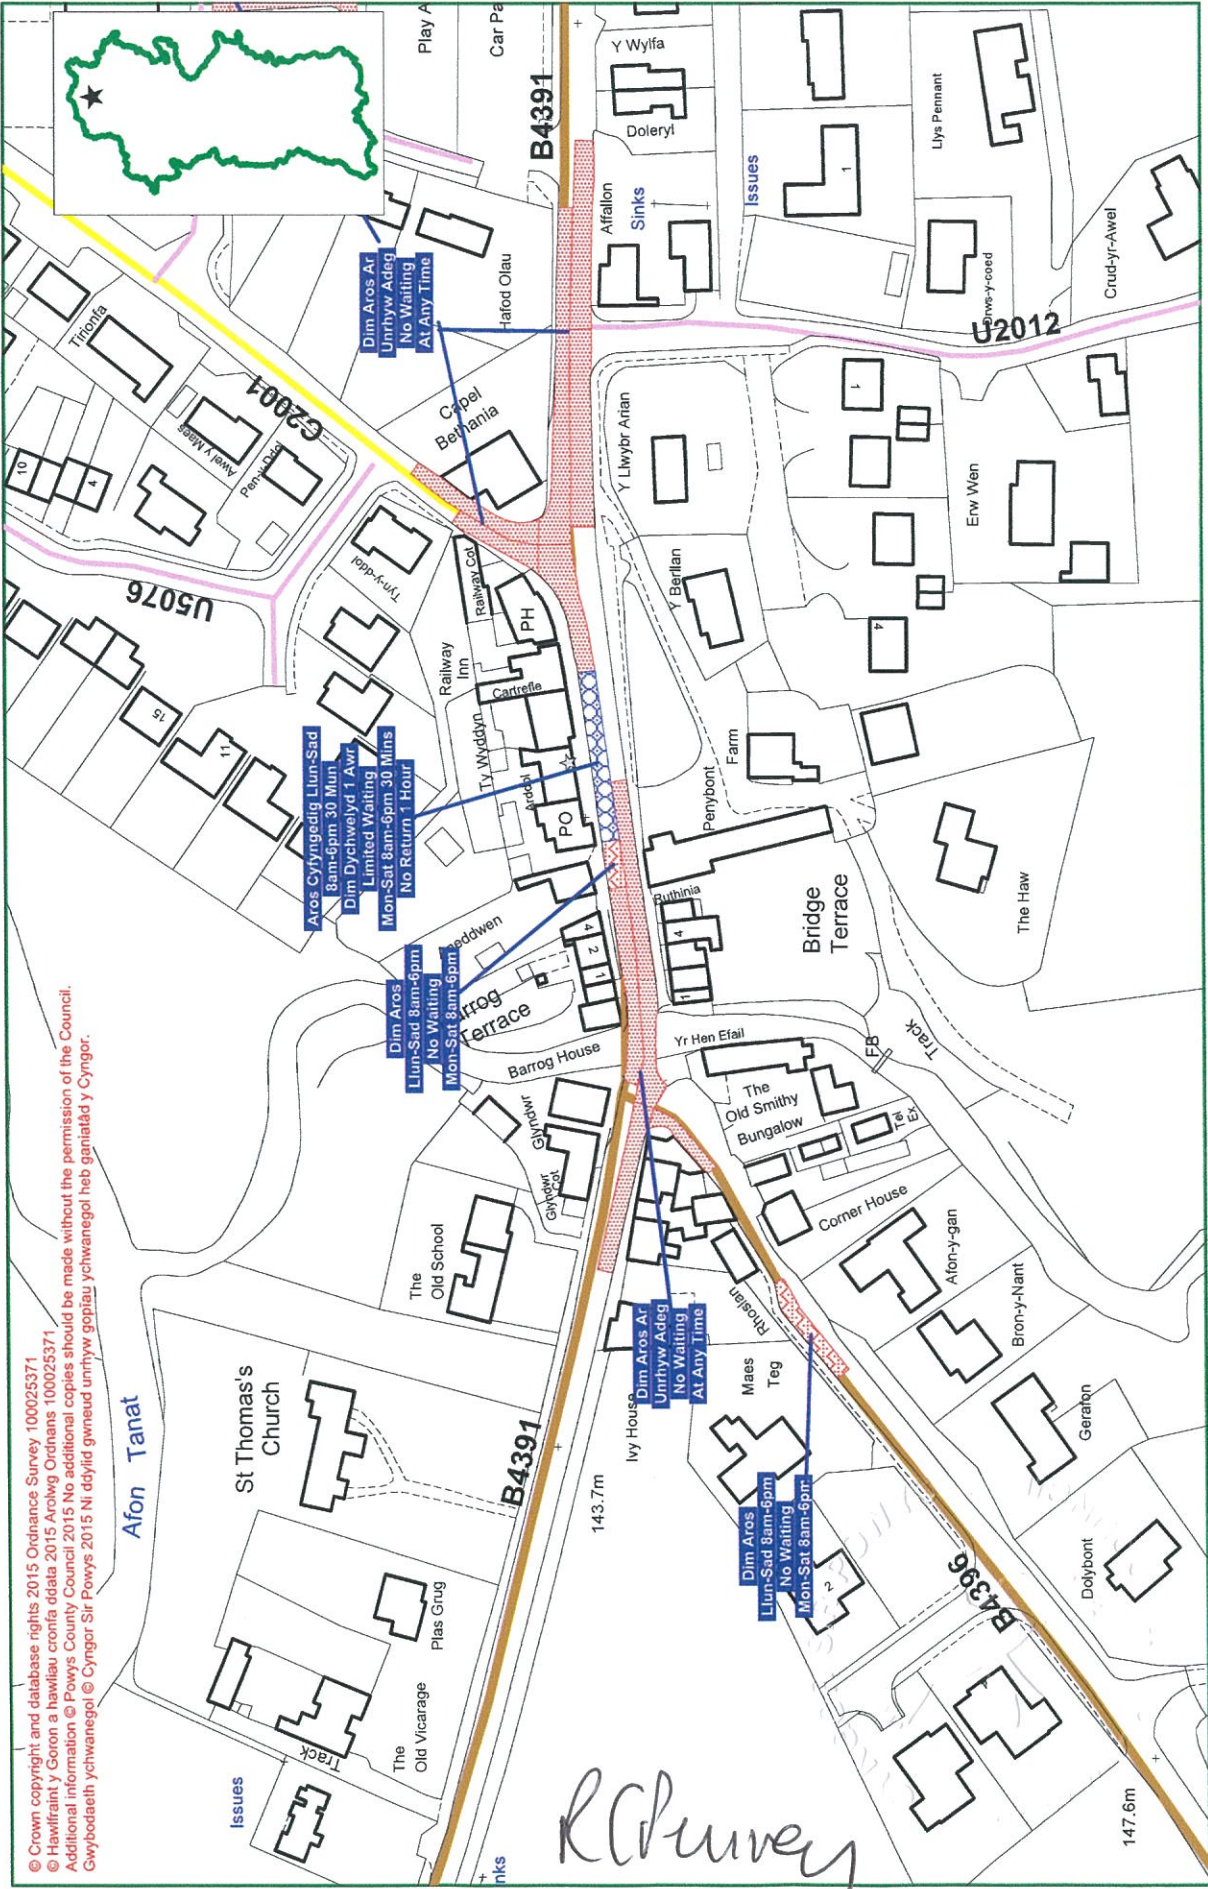 © Crown copyright and database rights 2015 Ordnance Survey 100025371
© Hawlfraint y Goron a hawliau cronfa ddata 2015 Arolwg Ordnans 100025371
Additional information © Powys County Council 2015 No additional copies should be made without the permission of the Council.
Gwybodaeth ychwanegol © Cyngor Sir Powys 2015 Ni ddylid gwneud unrhyw gopïau ychwanegol heb ganiatâd y Cyngor.
Afon Tanat
Issues
Track
The
Old Vicarage
Plas Grug
St Thomas's
Church
The
Old School
Glyndwr
Cot
Glyndwr
Barrog House
Terrace
4
2
1
Dim Aros
Llun-Sad 8am-6pm
No Waiting
Mon-Sat 8am-6pm
Aros Cyfyngedig Llun-Sad
8am-6pm 30 Mun
Dim Dychwelyd 1 Awr
Limited Waiting
Mon-Sat 8am-6pm 30 Mins
No Return 1 Hour
15
11
U5076
10
4
Tirionfa
Awel y Maes
C2001
Tyn-y-ddol
Railway Cot
Railway
Inn
PH
Cartrefle
Ty Wyddyn
PO
Capel
Bethania
Hafod Olau
Dim Aros Ar
Unrhyw Adeg
No Waiting
At Any Time
Play A
Car Pa
B4391
B4391
143.7m
Ivy House
Dim Aros Ar
Unrhyw Adeg
No Waiting
At Any Time
Maes
Teg
Rhoslan
Dim Aros
Llun-Sad 8am-6pm
No Waiting
Mon-Sat 8am-6pm
2
B4396
147.6m
Dolybont
Gerafon
Bron-y-Nant
Afon-y-gan
Corner House
Tel
Ex
The
Old Smithy
Bungalow
Yr Hen Efail
FB
Track
Bridge
Terrace
1
4
Ruthinia
Penybont
Farm
The Haw
Y Berllan
Y Llwybr Arian
4
1
Erw Wen
U2012
Affallon
Sinks
Doleryl
Y Wylfa
Issues
1
Llys Pennant
Drws-y-coed
Crud-yr-Awel
nks